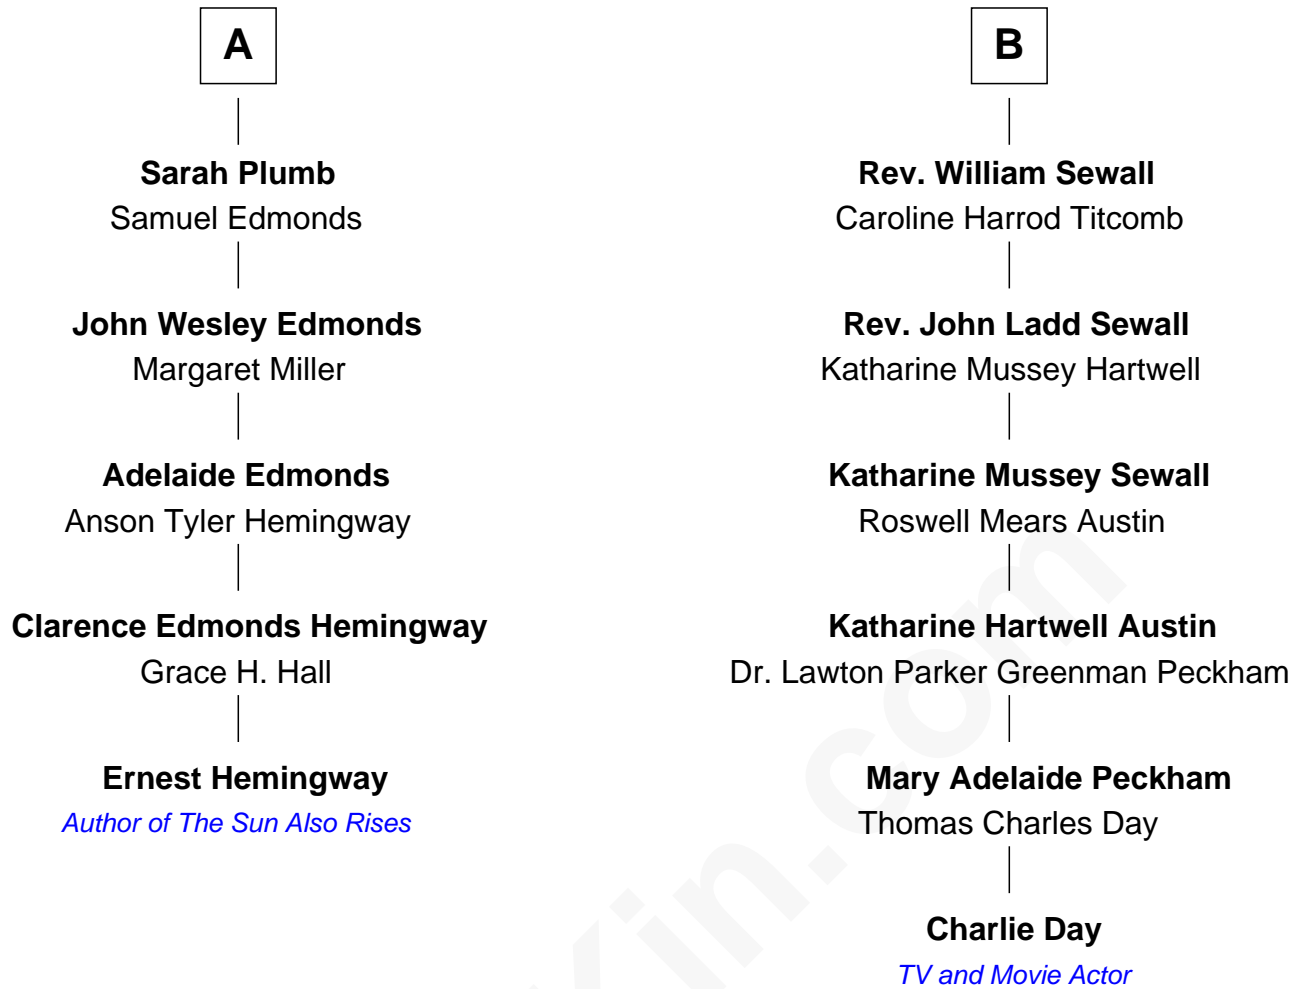 A
Sarah Plumb
Samuel Edmonds
John Wesley Edmonds
Margaret Miller
Adelaide Edmonds
Anson Tyler Hemingway
Clarence Edmonds Hemingway
Grace H. Hall
Ernest Hemingway
Author of The Sun Also Rises
B
Rev. William Sewall
Caroline Harrod Titcomb
Rev. John Ladd Sewall
Katharine Mussey Hartwell
Katharine Mussey Sewall
Roswell Mears Austin
Katharine Hartwell Austin
Dr. Lawton Parker Greenman Peckham
Mary Adelaide Peckham
Thomas Charles Day
Charlie Day
TV and Movie Actor
Kin.com